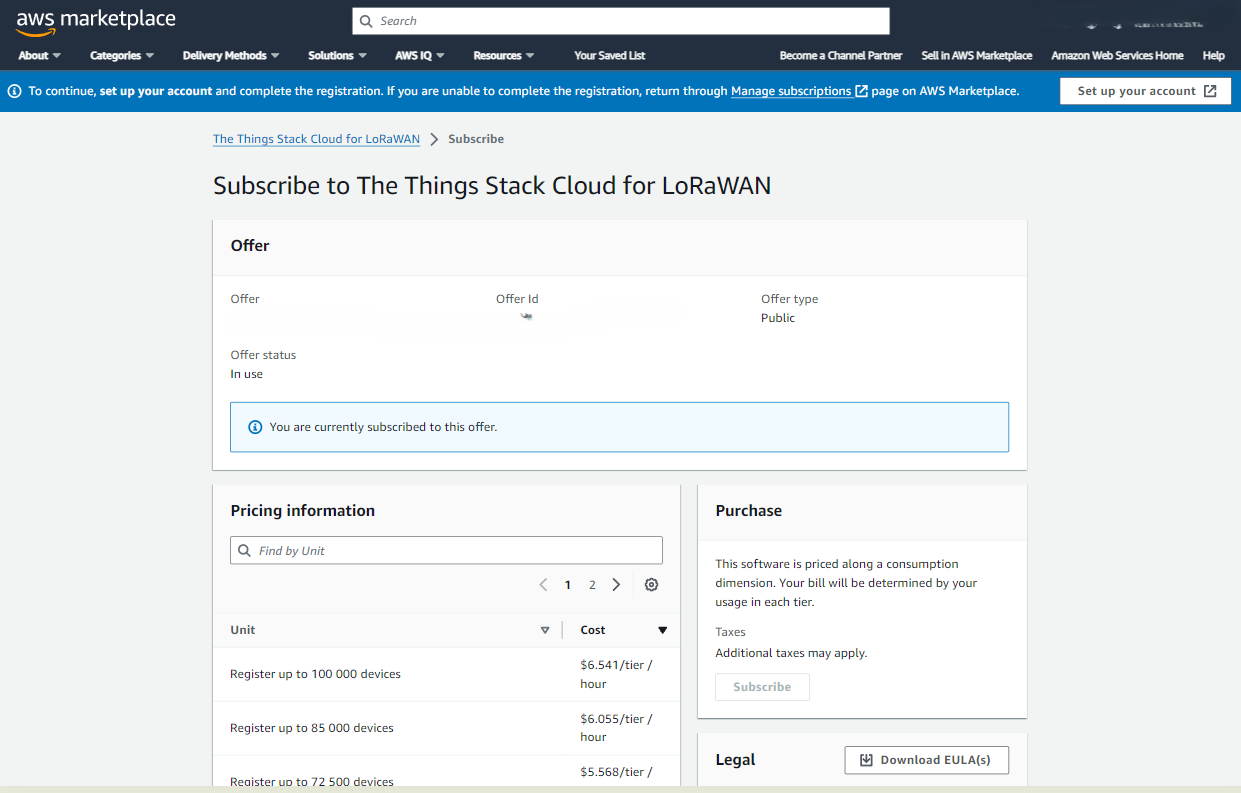 aws marketplace
Search
About
Categories
Delivery Methods
Solutions
AWS IQ
Resources
Your Saved List
Become a Channel Partner
Sell in AWS Marketplace
Amazon Web Services Home
Help
To continue, set up your account and complete the registration. If you are unable to complete the registration, return through Manage subscriptions page on AWS Marketplace.
Set up your account
The Things Stack Cloud for LoRaWAN
Subscribe
Subscribe to The Things Stack Cloud for LoRaWAN
Offer
Offer
Offer Id
Offer type
Public
Offer status
In use
You are currently subscribed to this offer.
Pricing information
Find by Unit
1
2
Unit
Cost
Register up to 100 000 devices
$6.541/tier /
hour
Register up to 85 000 devices
$6.055/tier /
hour
Register up to 72 500 devices
$5.568/tier /
Purchase
This software is priced along a consumption
dimension. Your bill will be determined by your
usage in each tier.
Taxes
Additional taxes may apply.
Subscribe
Legal
Download EULA(s)